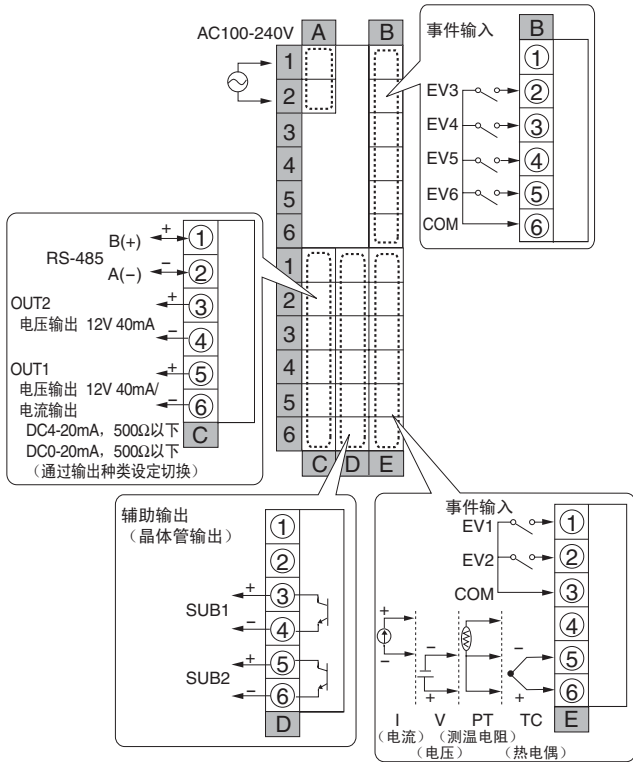 AC100-240V
A
B
1
2
3
4
5
6
1
2
3
4
5
6
C D E
事件输入
B
①
EV3 ②
EV4 ③
EV5 ④
EV6 ⑤
COM ⑥
RS-485
B(+) + ①
A(−) − ②
OUT2 + ③
电压输出 12V 40mA
− ④
OUT1 + ⑤
电压输出 12V 40mA/
电流输出 − ⑥
DC4-20mA，500Ω以下
DC0-20mA，500Ω以下
（通过输出种类设定切换）
C
辅助输出
（晶体管输出）
①
②
SUB1
+ ③
− ④
SUB2
+ ⑤
− ⑥
D
事件输入
EV1 ①
EV2 ②
COM ③
④
⑤
⑥
+
−
−
+
−
+
I V PT TC E
（电流）（测温电阻）
（电压） （热电偶）